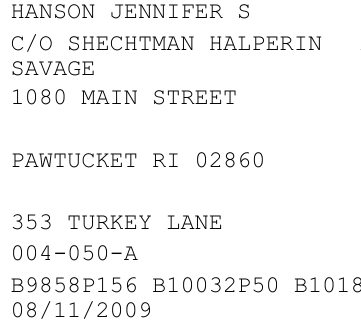 HANSON JENNIFER S
C/O SHECHTMAN HALPERIN
SAVAGE
1080 MAIN STREET
PAWTUCKET RI 02860
353 TURKEY LANE
004-050-A
B9858P156 B10032P50 B1018
08/11/2009